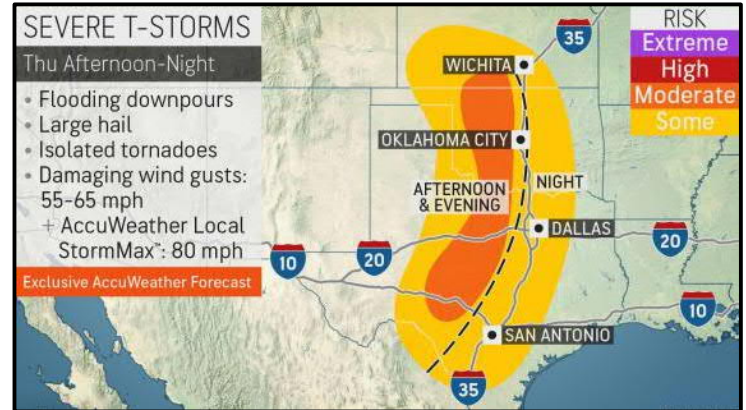 SEVERE T-STORMS
Thu Afternoon-Night
• Flooding downpours
• Large hail
• Isolated tornadoes
• Damaging wind gusts:
55-65 mph
+ AccuWeather Local
StormMax™: 80 mph
Exclusive AccuWeather Forecast
RISK
Extreme
High
Moderate
Some
35
WICHITA
OKLAHOMA CITY
AFTERNOON
& EVENING
NIGHT
DALLAS
20
20
10
10
SAN ANTONIO
35